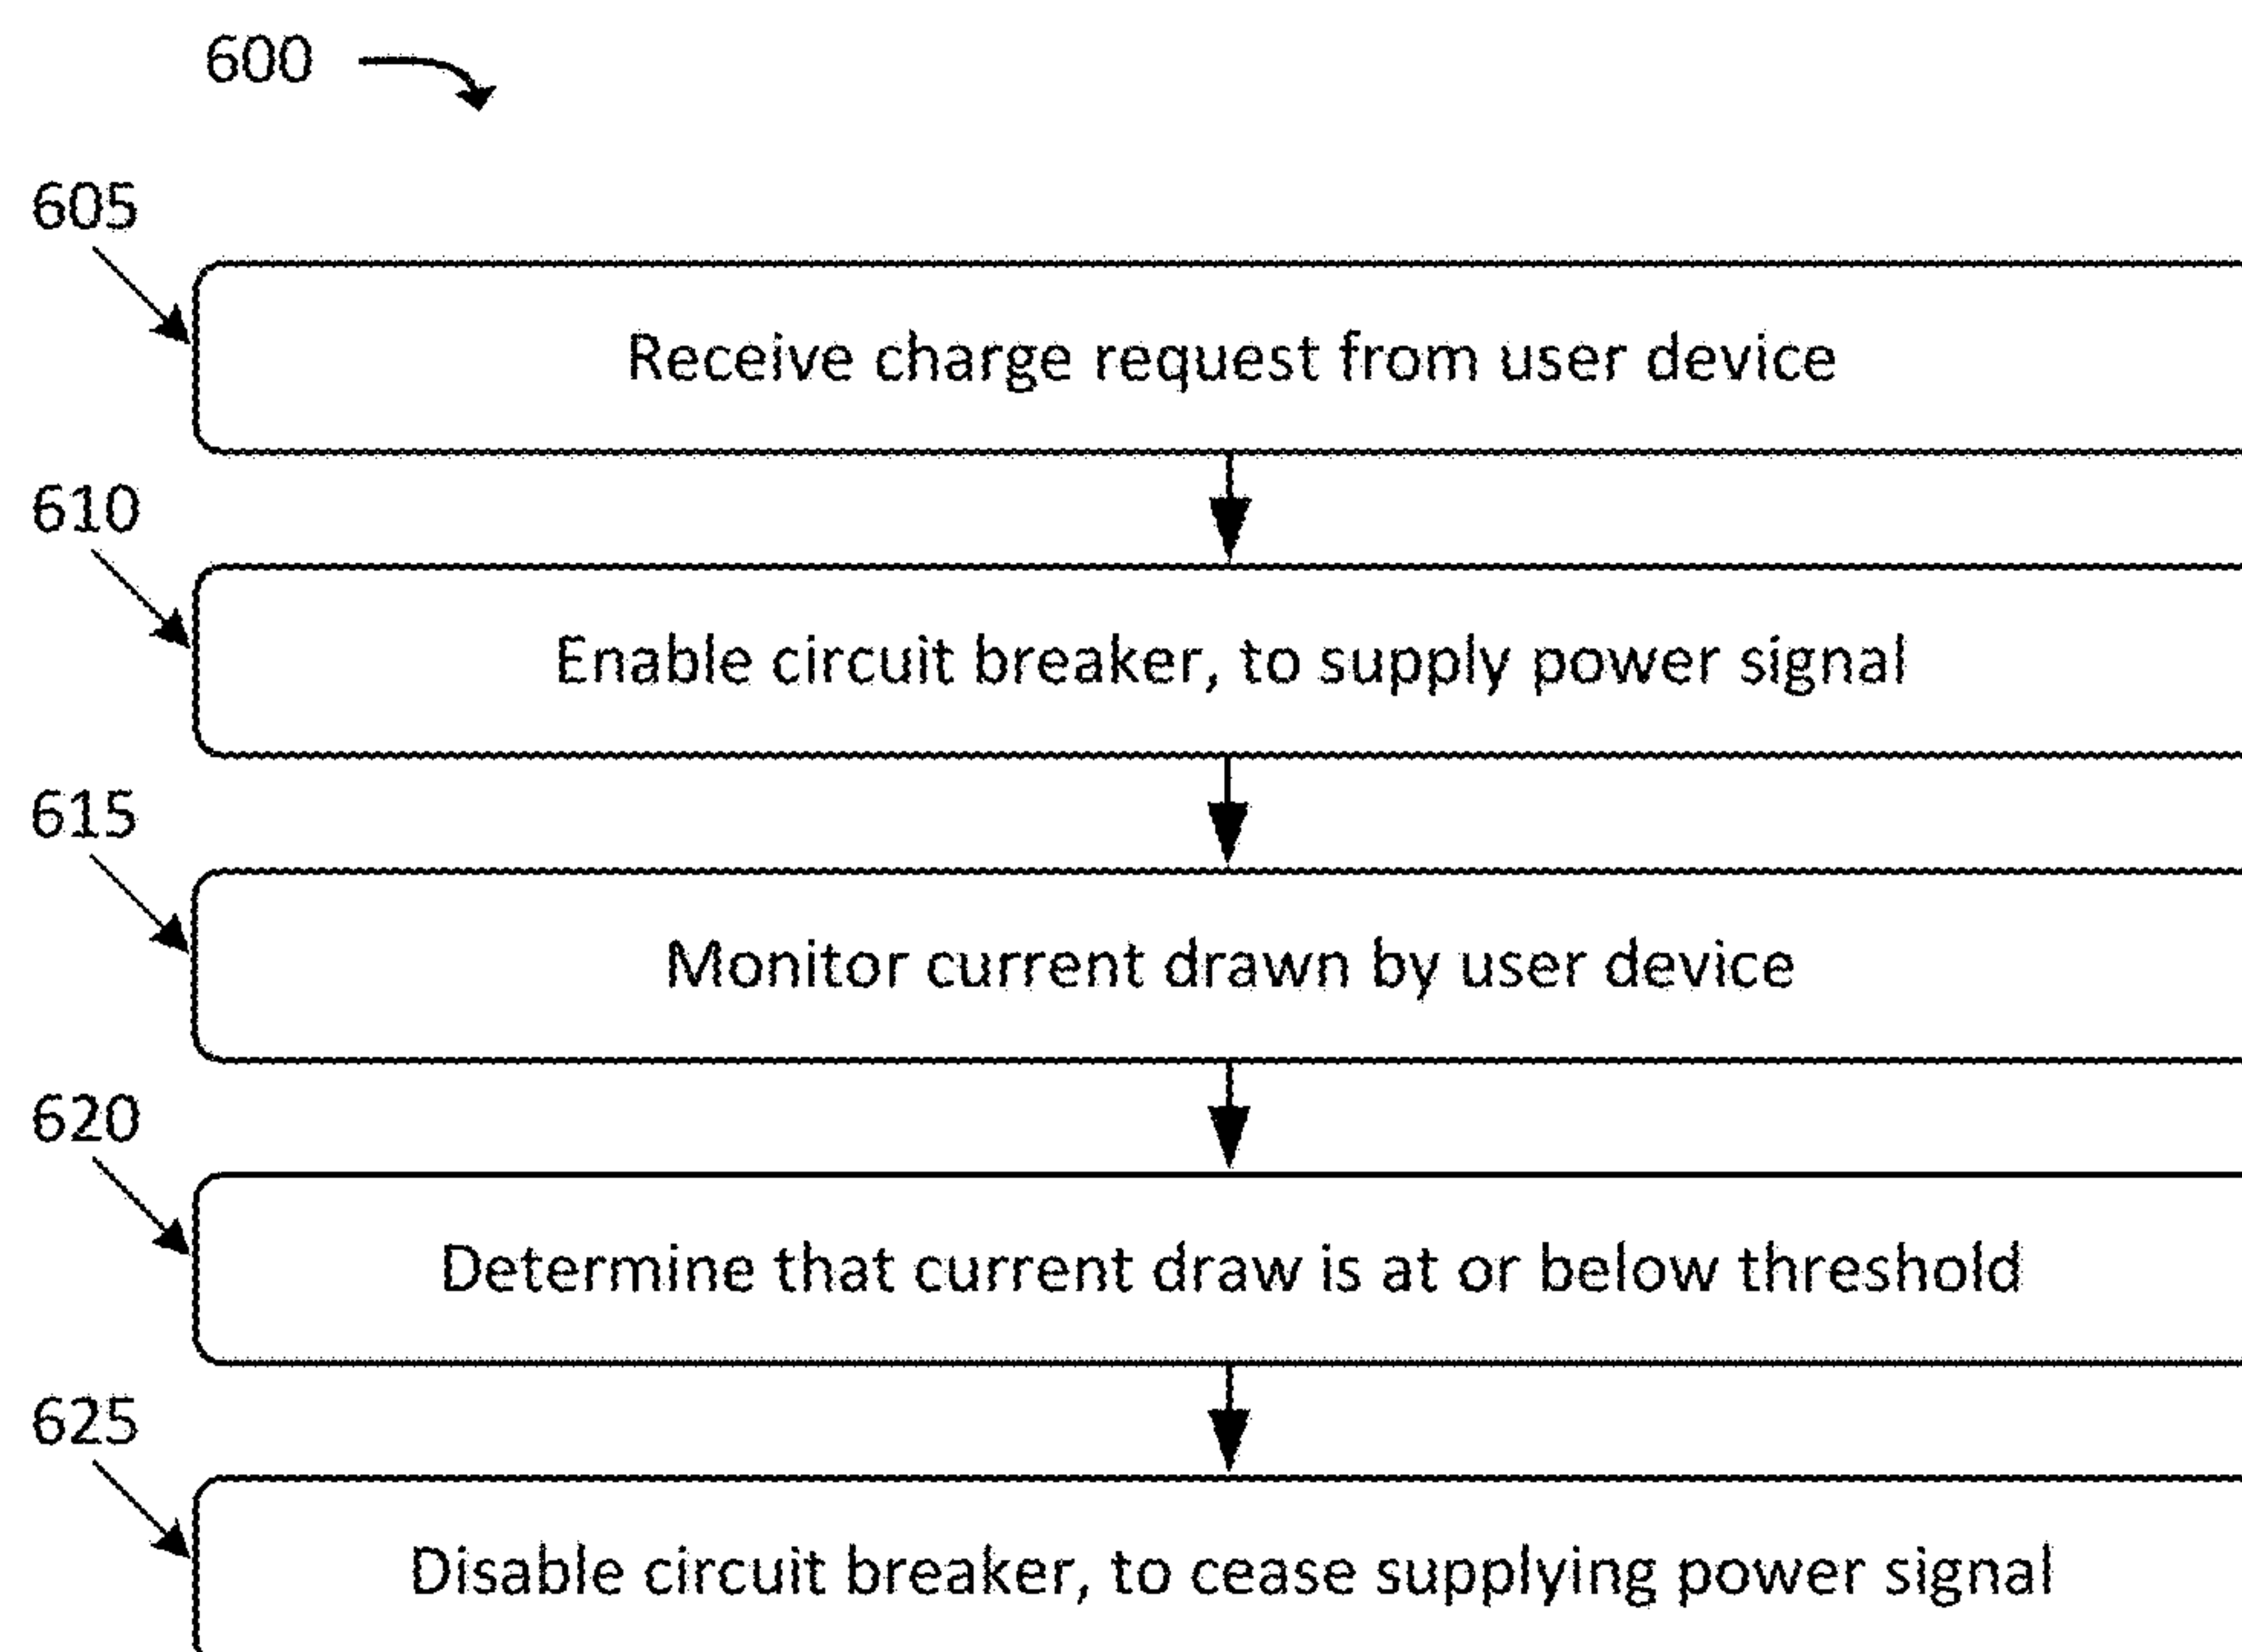 600
605
Receive charge request from user device
610
Enable circuit breaker, to supply power signal
615
Monitor current drawn by user device
620
Determine that current draw is at or below threshold
625
Disable circuit breaker, to cease supplying power signal